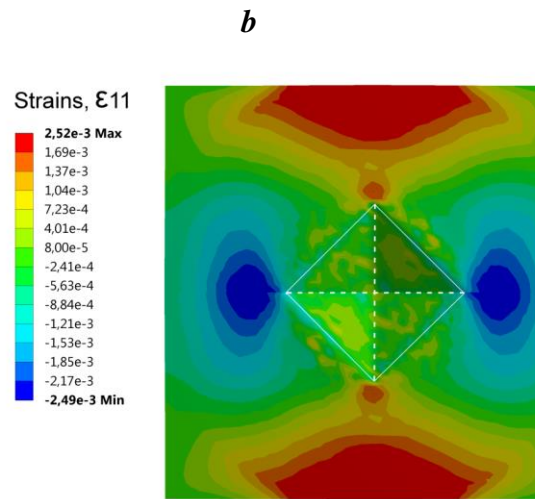 b
Strains, Ɛ11
2,52e-3 Max
1,69e-3
1,37e-3
1,04e-3
7,23e-4
4,01e-4
8,00e-5
-2,41e-4
-5,63e-4
-8,84e-4
-1,21e-3
-1,53e-3
-1,85e-3
-2,17e-3
-2,49e-3 Min